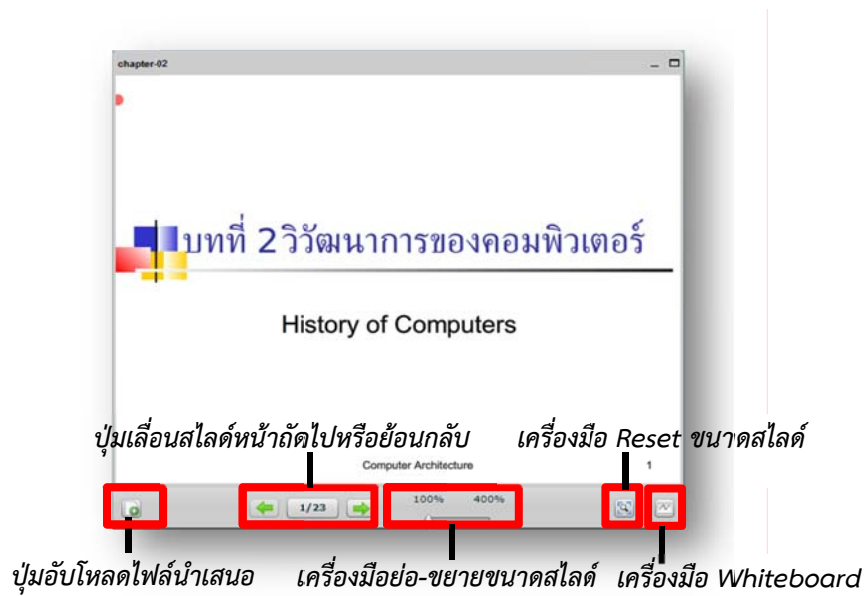 chapter-02
บทที่ 2 วิวัฒนาการของคอมพิวเตอร์
History of Computers
ปุ่มเลื่อนสไลด์หน้าถัดไปหรือย้อนกลับ เครื่องมือ Reset ขนาดสไลด์
Computer Architecture 1
1/23 100% 400%
ปุ่มอับโหลดไฟล์นำเสนอ เครื่องมือย่อ-ขยายขนาดสไลด์ เครื่องมือ Whiteboard